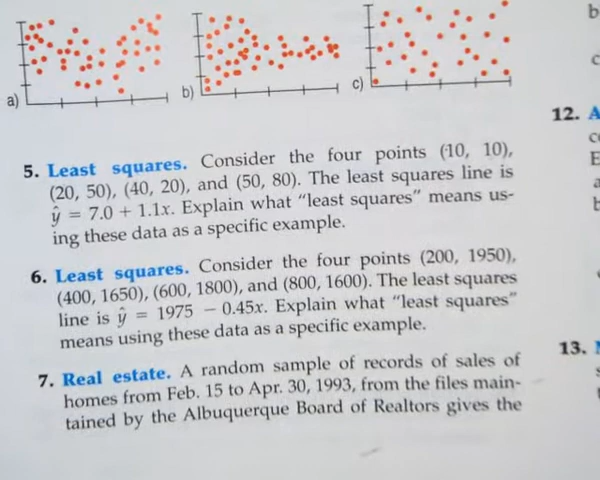 a)
b)
c)
5. Least squares. Consider the four points (10, 10),
(20, 50), (40, 20), and (50, 80). The least squares line is
ŷ = 7.0 + 1.1x. Explain what “least squares” means us-
ing these data as a specific example.
6. Least squares. Consider the four points (200, 1950),
(400, 1650), (600, 1800), and (800, 1600). The least squares
line is ŷ = 1975 − 0.45x. Explain what “least squares”
means using these data as a specific example.
7. Real estate. A random sample of records of sales of
homes from Feb. 15 to Apr. 30, 1993, from the files main-
tained by the Albuquerque Board of Realtors gives the
b
12. A
E
a
b
13.